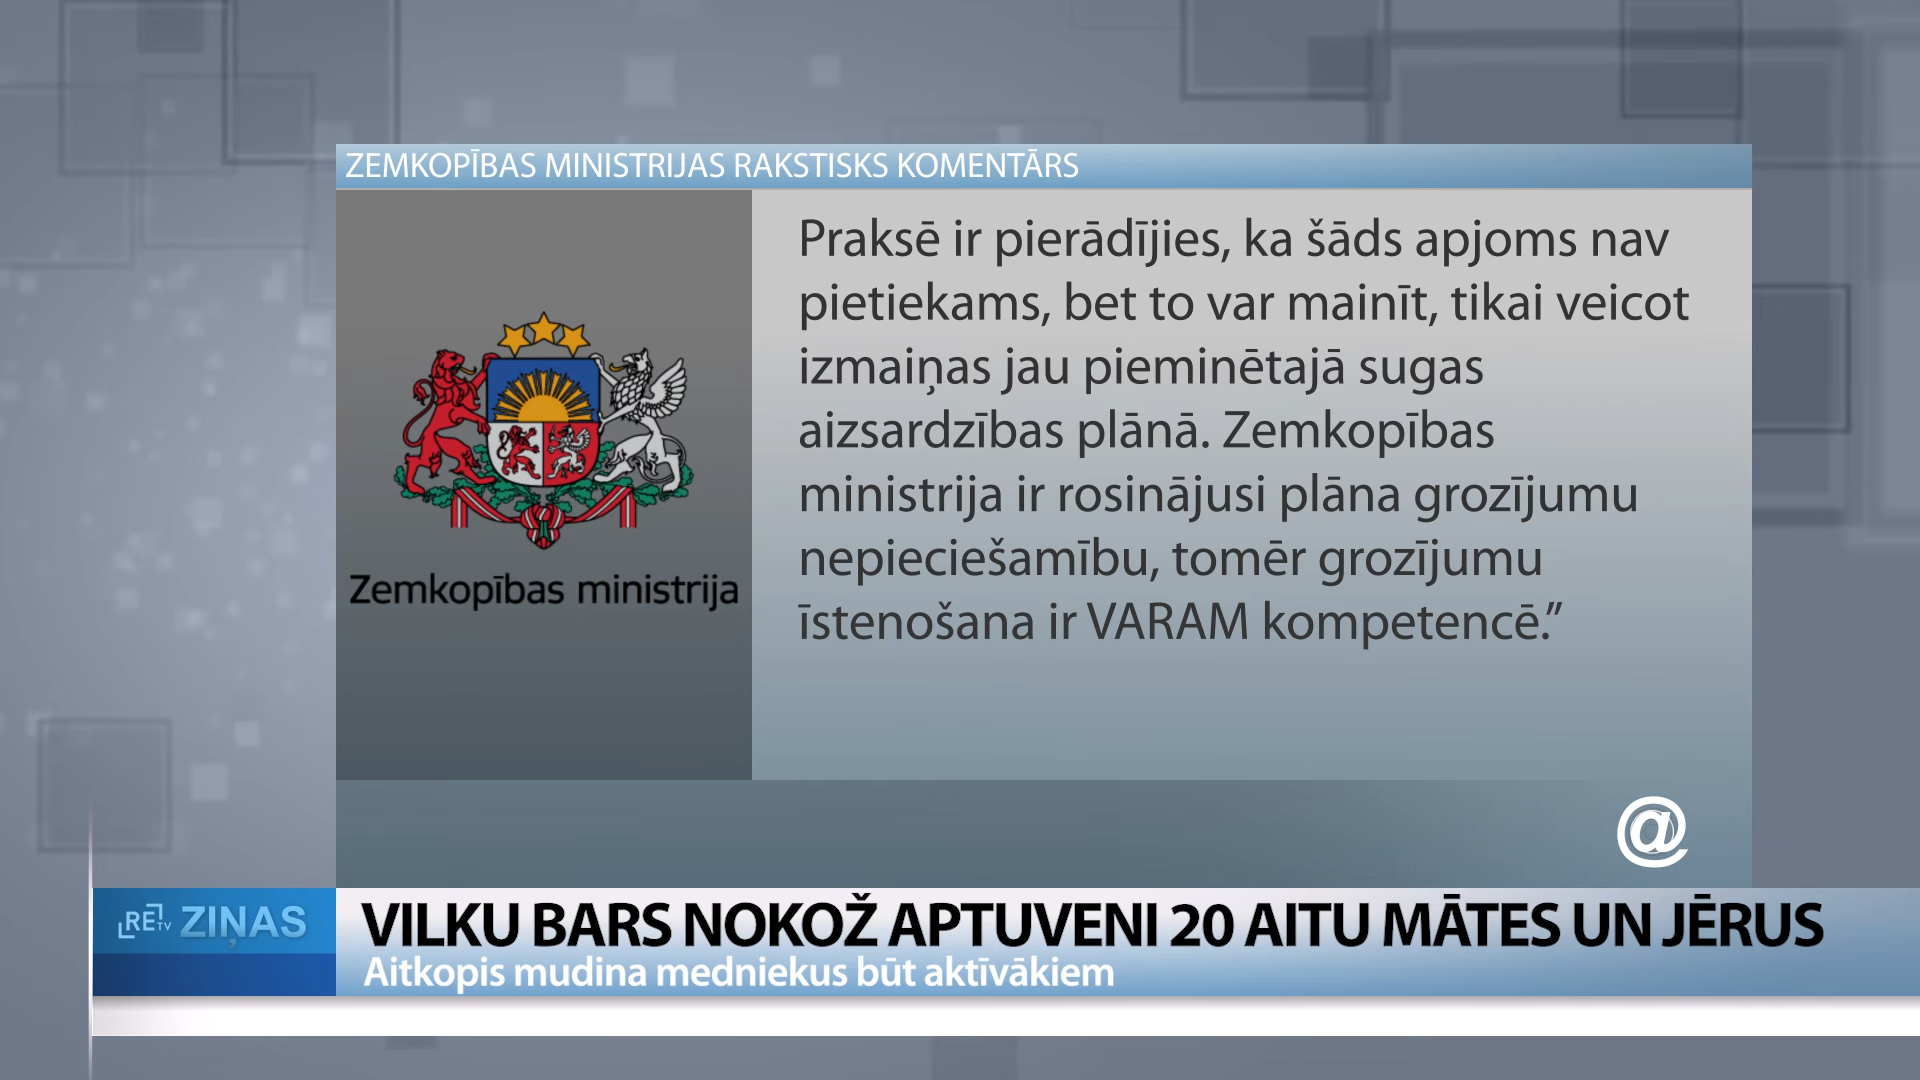 ZEMKOPĪBAS MINISTRIJAS RAKSTISKS KOMENTĀRS
Zemkopības ministrija
Praksē ir pierādījies, ka šāds apjoms nav
pietiekams, bet to var mainīt, tikai veicot
izmaiņas jau pieminētajā sugas
aizsardzības plānā. Zemkopības
ministrija ir rosinājusi plāna grozījumu
nepieciešamību, tomēr grozījumu
īstenošana ir VARAM kompetencē.”
@
RE TV ZIŅAS
VILKU BARS NOKOŽ APTUVENI 20 AITU MĀTES UN JĒRUS
Aitkopis mudina medniekus būt aktīvākiem